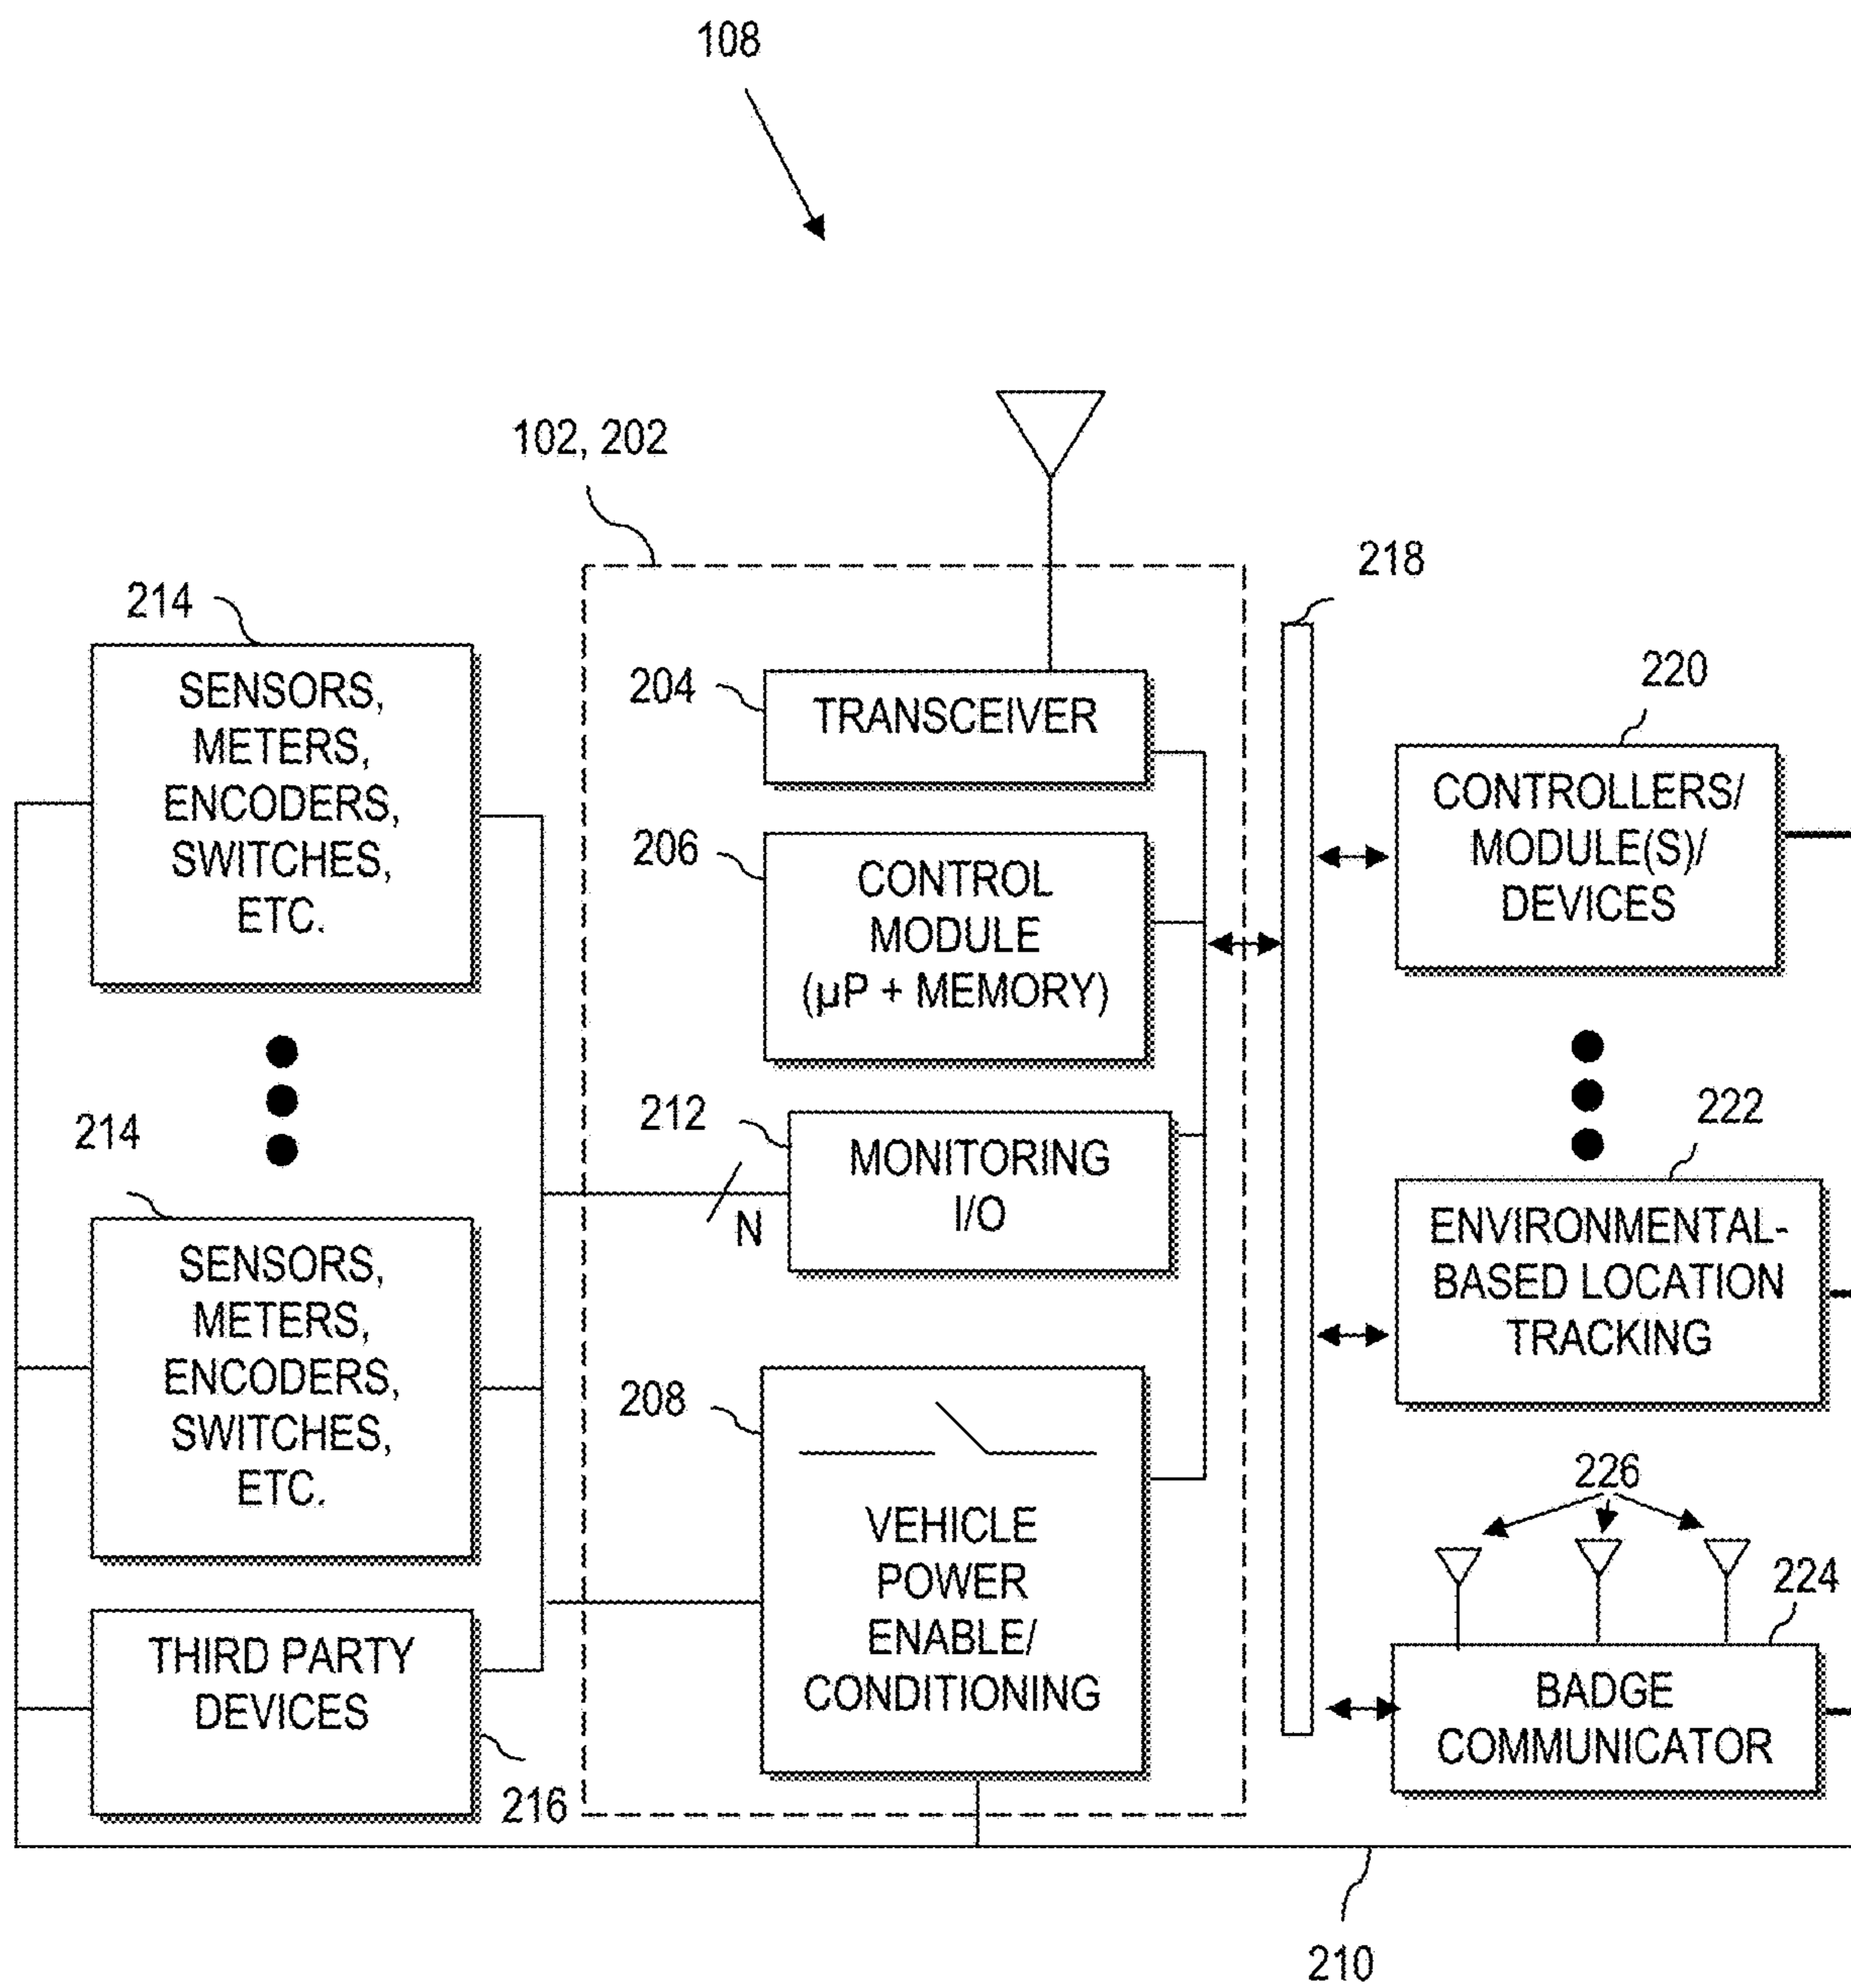 108
102, 202
218
214
SENSORS,
METERS,
ENCODERS,
SWITCHES,
ETC.
204
TRANSCEIVER
220
CONTROLLERS/
MODULE(S)/
DEVICES
206
CONTROL
MODULE
(µP + MEMORY)
214
SENSORS,
METERS,
ENCODERS,
SWITCHES,
ETC.
212
MONITORING
I/O
N
222
ENVIRONMENTAL-
BASED LOCATION
TRACKING
208
VEHICLE
POWER
ENABLE/
CONDITIONING
226
224
BADGE
COMMUNICATOR
THIRD PARTY
DEVICES
216
210